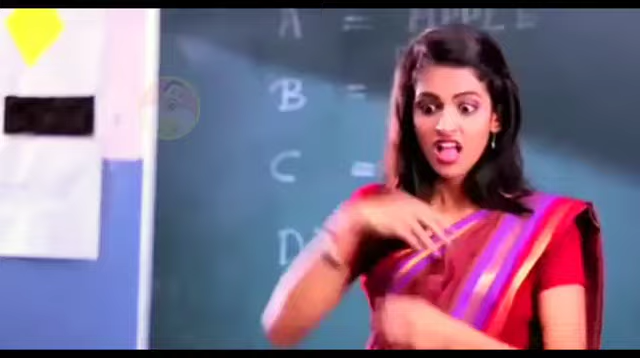 A = APPLE
B =
C =
D